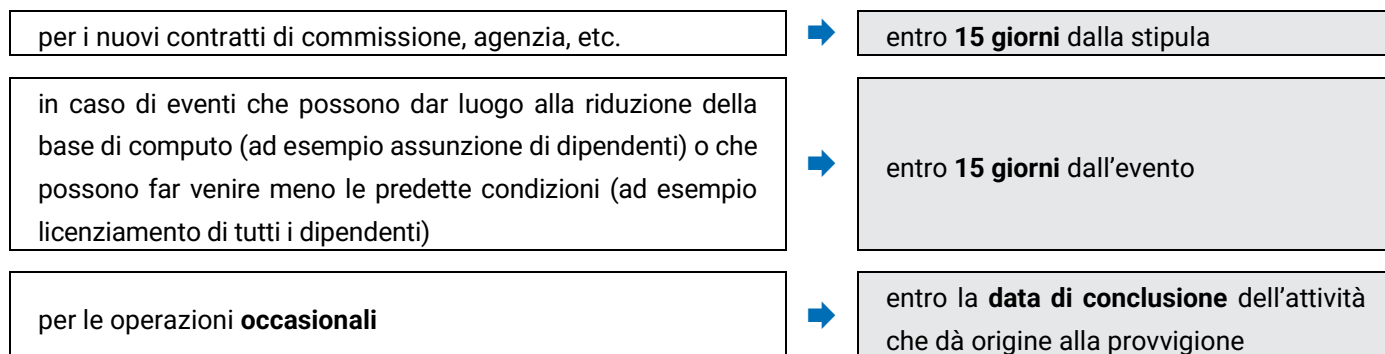 per i nuovi contratti di commissione, agenzia, etc.
entro 15 giorni dalla stipula
in caso di eventi che possono dar luogo alla riduzione della
base di computo (ad esempio assunzione di dipendenti) o che
possono far venire meno le predette condizioni (ad esempio
licenziamento di tutti i dipendenti)
entro 15 giorni dall’evento
per le operazioni occasionali
entro la data di conclusione dell’attività
che dà origine alla provvigione